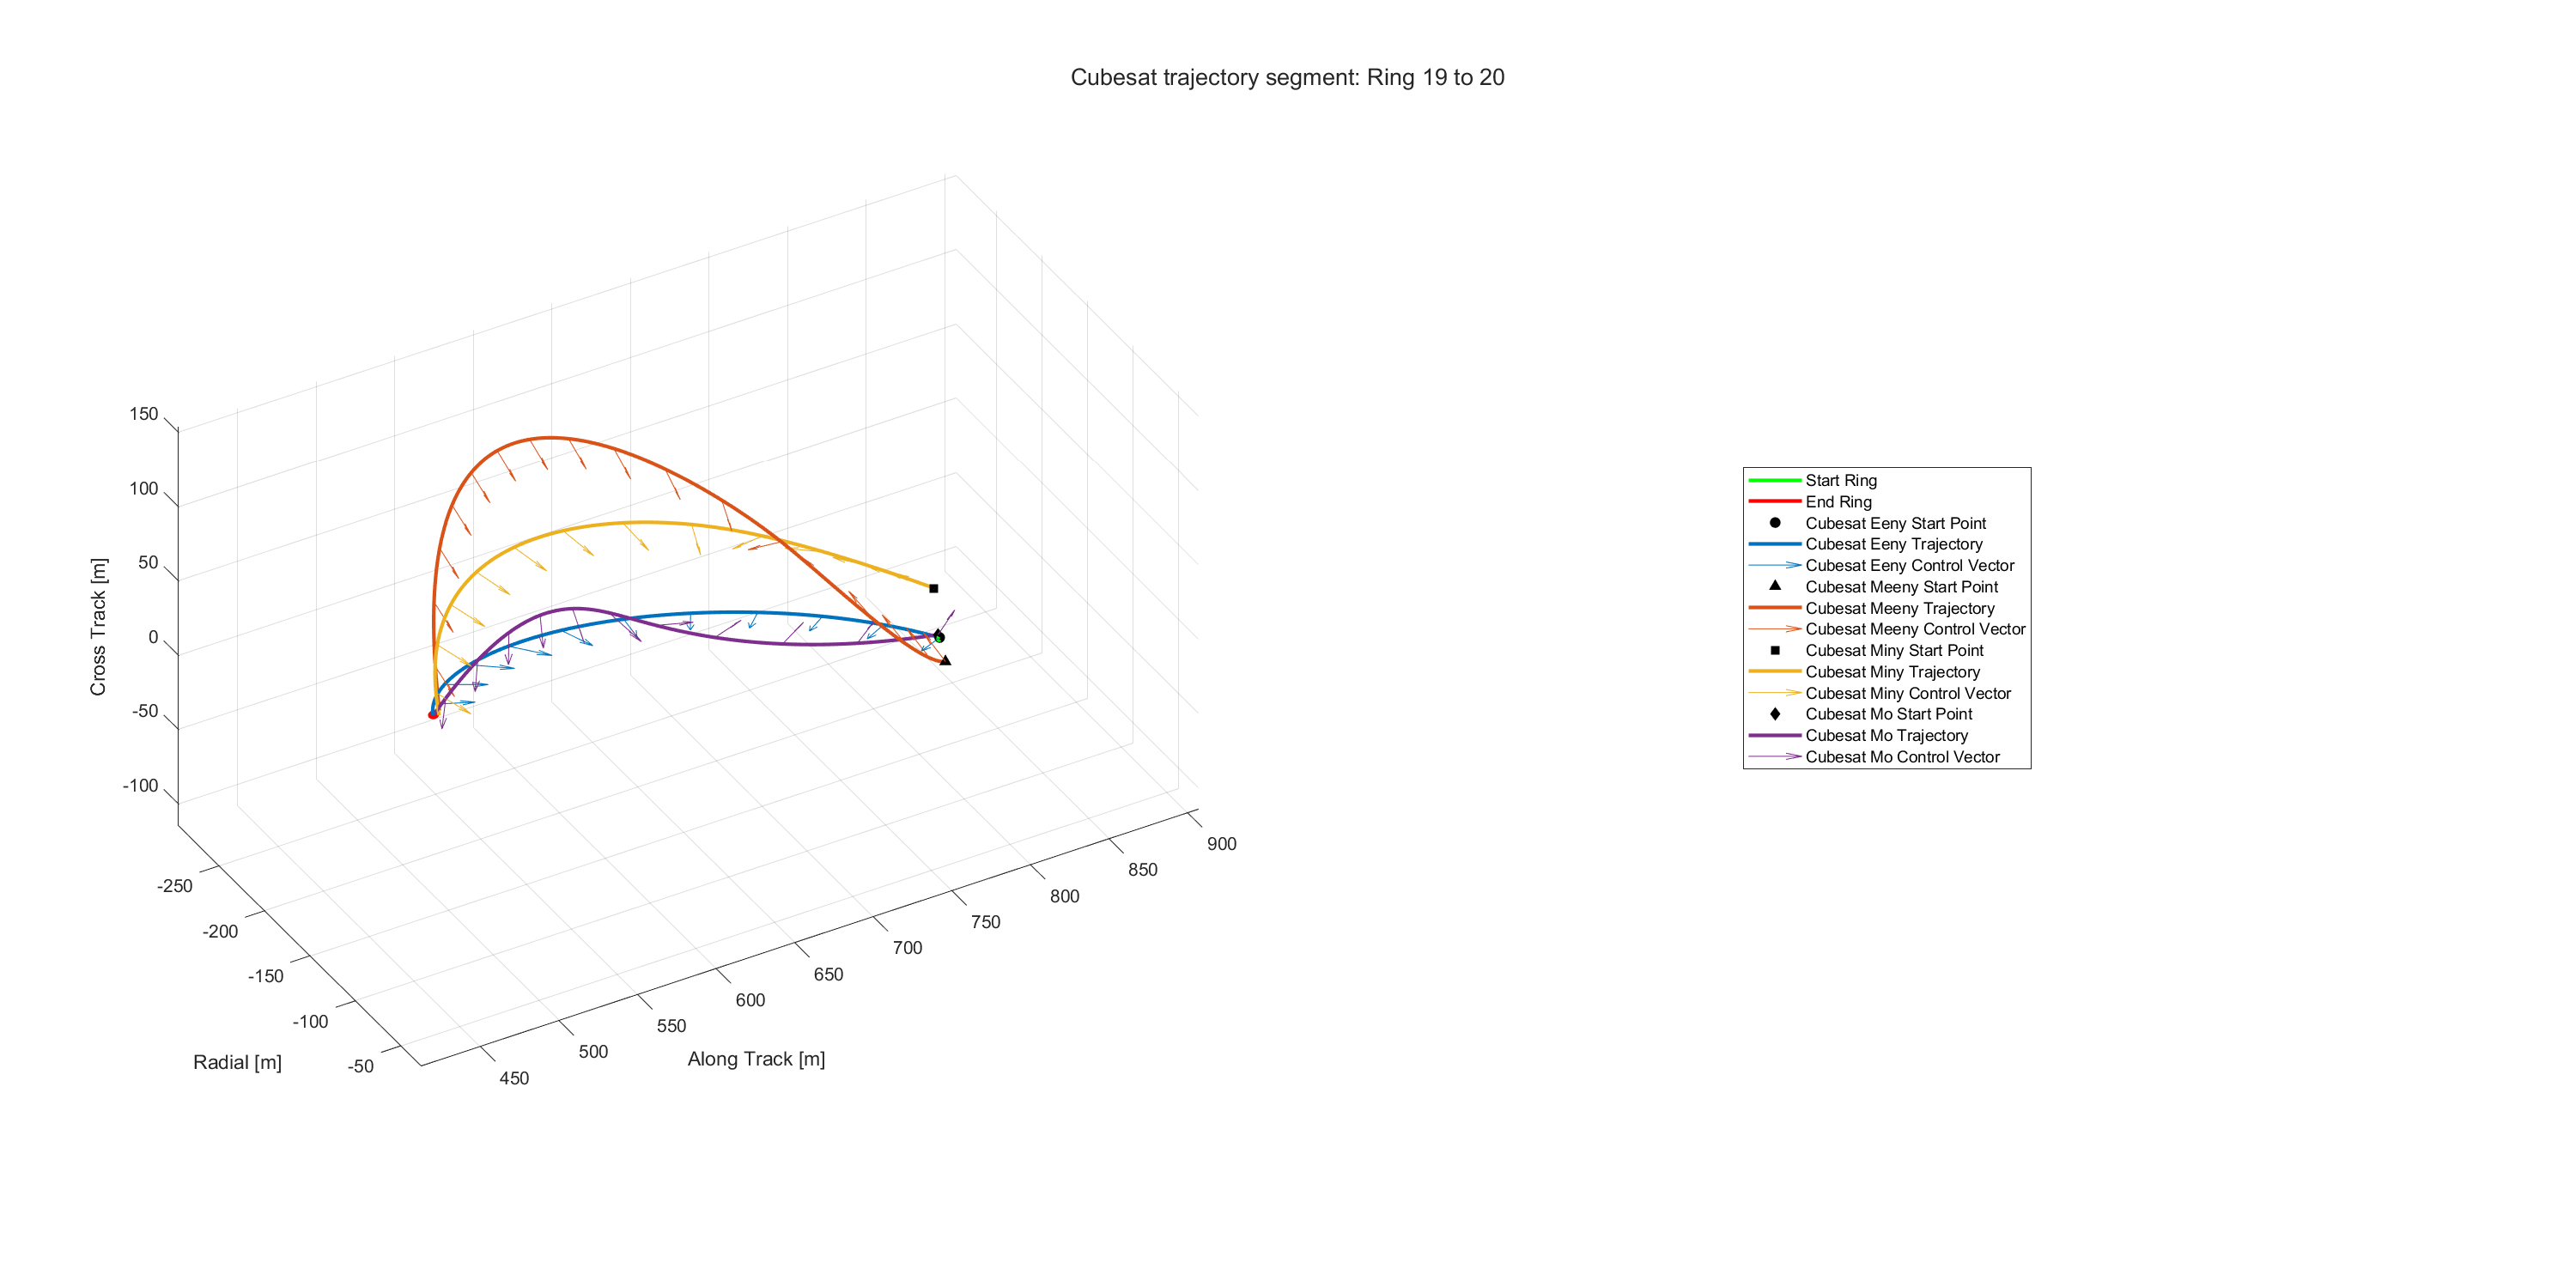 Cubesat trajectory segment: Ring 19 to 20
150
100
50
0
-50
-100
Cross Track [m]
-250
-200
-150
-100
-50
Radial [m]
450
500
550
600
650
700
750
800
850
900
Along Track [m]
Start Ring
End Ring
Cubesat Eeny Start Point
Cubesat Eeny Trajectory
Cubesat Eeny Control Vector
Cubesat Meeny Start Point
Cubesat Meeny Trajectory
Cubesat Meeny Control Vector
Cubesat Miny Start Point
Cubesat Miny Trajectory
Cubesat Miny Control Vector
Cubesat Mo Start Point
Cubesat Mo Trajectory
Cubesat Mo Control Vector